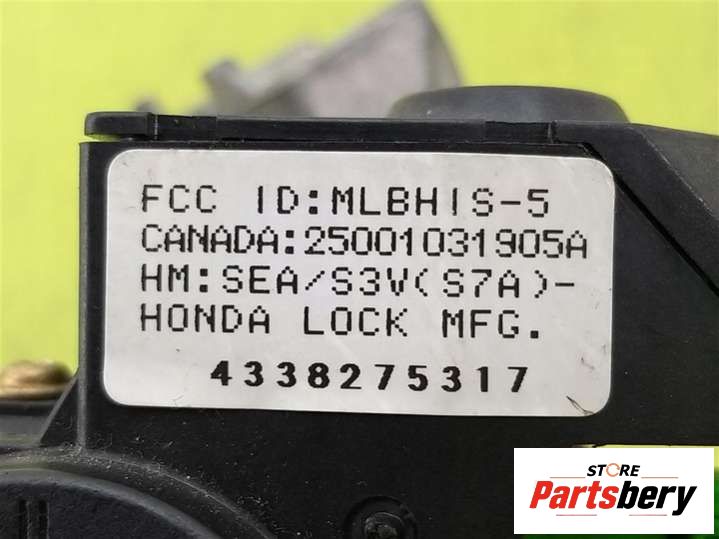 FCC ID:MLBHIS-5
CANADA:25001031905A
HM:SEA/S3V(S7A)-
HONDA LOCK MFG.
4338275317
STORE
Partsbery